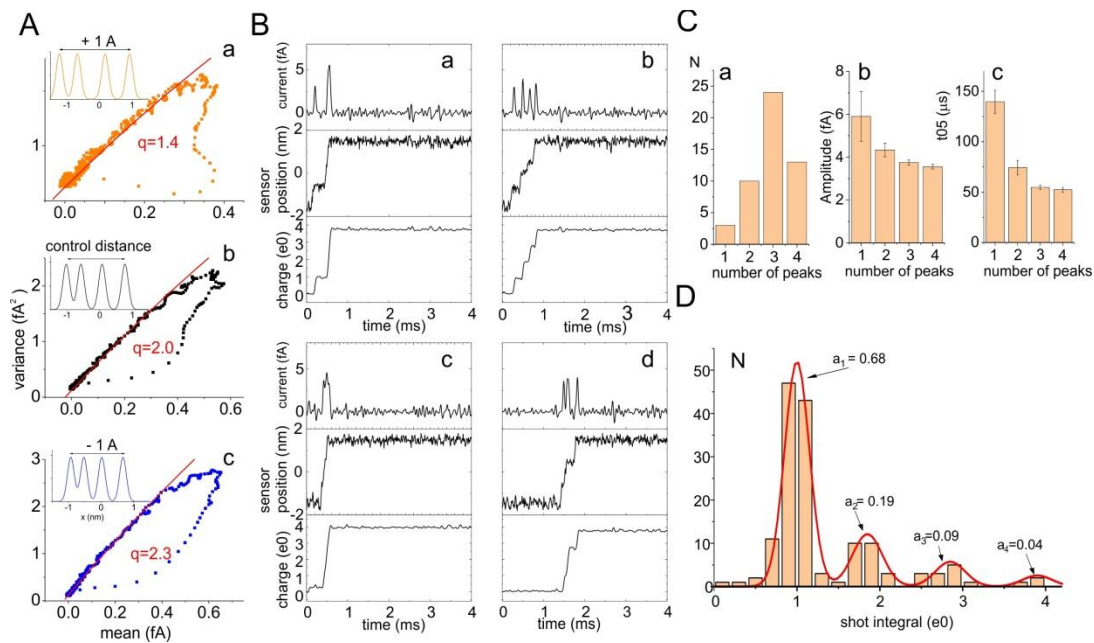 A
a
+ 1 A
1
q=1.4
0.0 0.2 0.4
-1 0 1
b
control distance
2
1
0
q=2.0
0.0 0.2 0.4 0.6
-1 0 1
variance (fA²)
c
- 1 A
3
2
1
0
q=2.3
-1 0 1
x (nm)
0.0 0.2 0.4 0.6
mean (fA)
B
a
b
current (fA)
5
0
sensor
position (nm)
2
0
-2
charge (e0)
4
3
2
1
0
0 1 2 3 4
time (ms)
0 1 2 3 4
time (ms)
c
d
current (fA)
5
0
sensor
position (nm)
2
0
-2
charge (e0)
4
3
2
1
0
0 1 2 3 4
time (ms)
0 1 2 3 4
time (ms)
C
N
a
25
20
15
10
5
0
1 2 3 4
number of peaks
b
Amplitude (fA)
8
6
4
2
0
1 2 3 4
number of peaks
c
t05 (µs)
150
100
50
0
1 2 3 4
number of peaks
D
N
50
40
30
20
10
0
a₁ = 0.68
a₂ = 0.19
a₃=0.09
a₄=0.04
0 1 2 3 4
shot integral (e0)